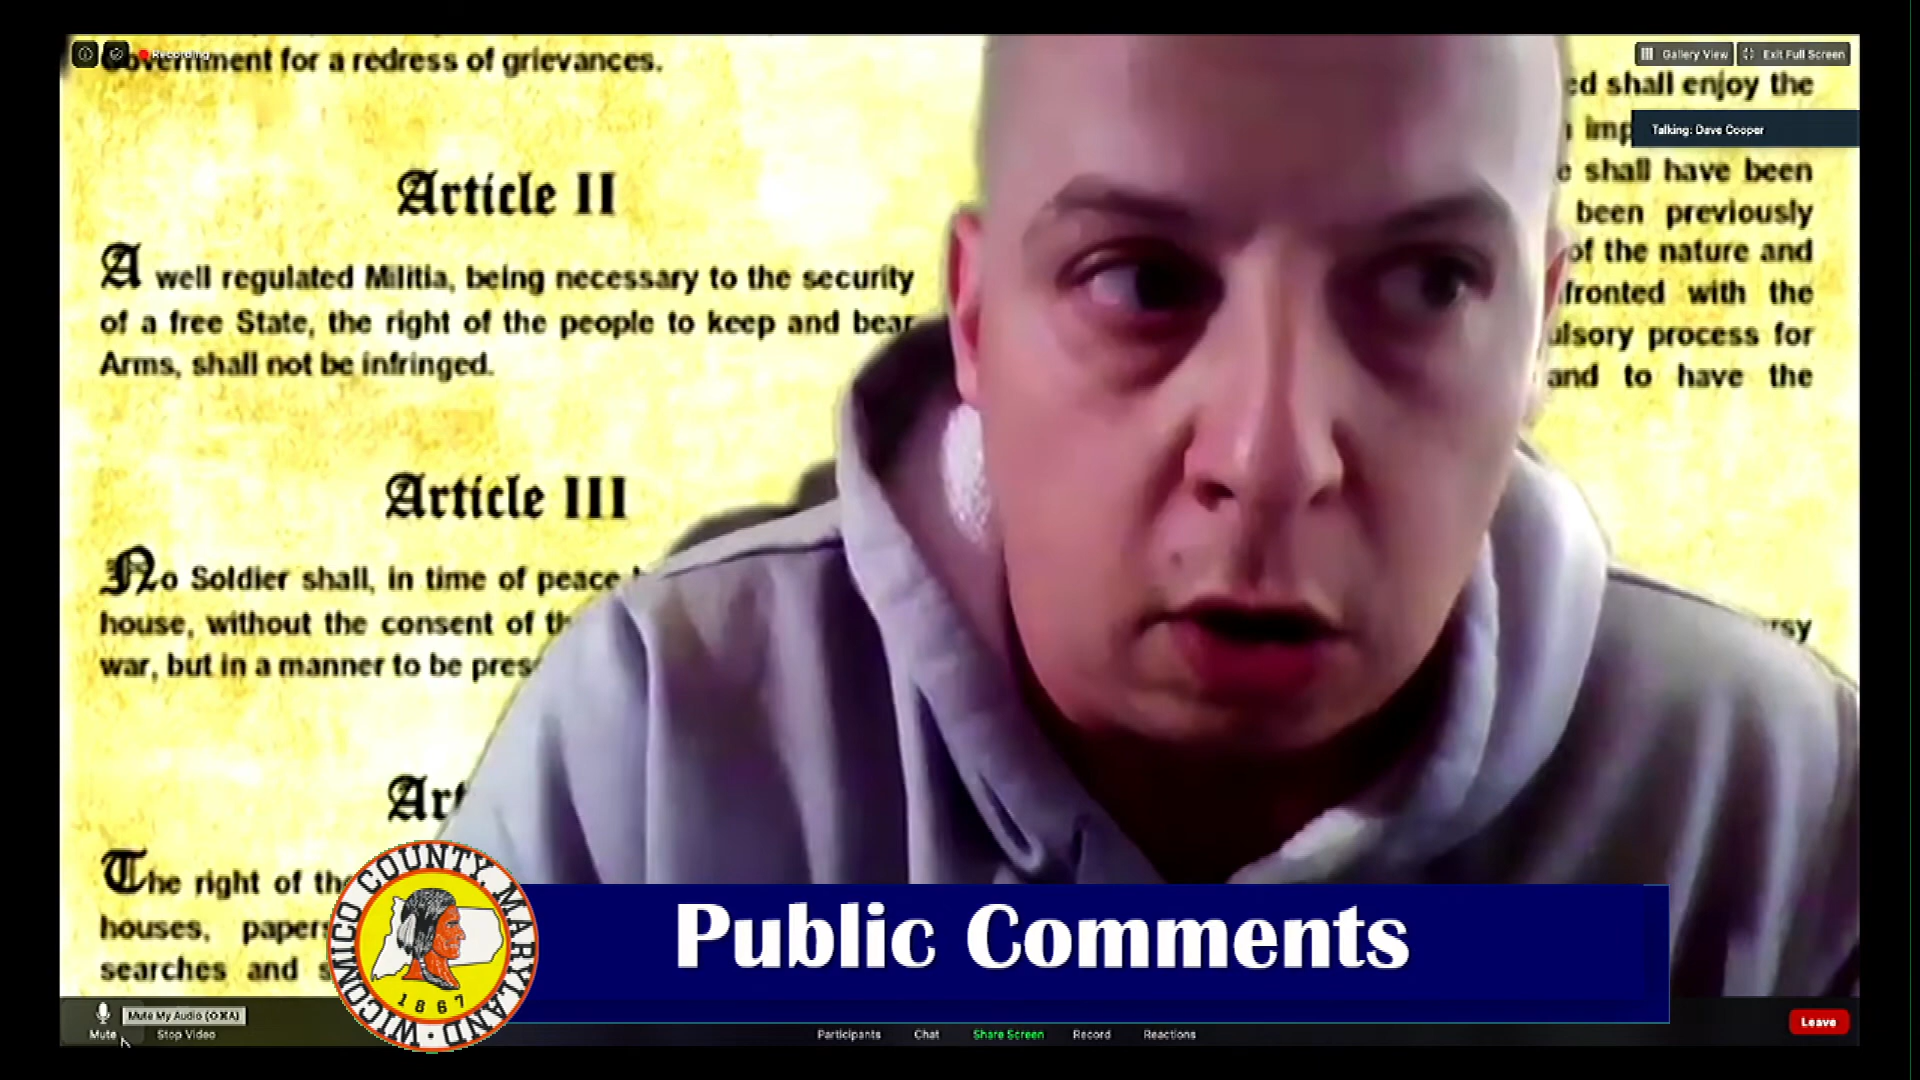 Recording
Government for a redress of grievances.
Article II
A well regulated Militia, being necessary to the security
of a free State, the right of the people to keep and bear
Arms, shall not be infringed.
Article III
No Soldier shall, in time of peace
house, without the consent of
war, but in a manner to be
The right of
houses,
searches and
Gallery View
Exit Full Screen
ed shall enjoy the
Talking: Dave Cooper
shall have been
been previously
of the nature and
fronted with the
ulsory process for
and to have the
WICOMICO COUNTY, MARYLAND
1867
Public Comments
Mute My Audio (⇧⌘A)
Mute
Stop Video
Participants
Chat
Share Screen
Record
Reactions
Leave